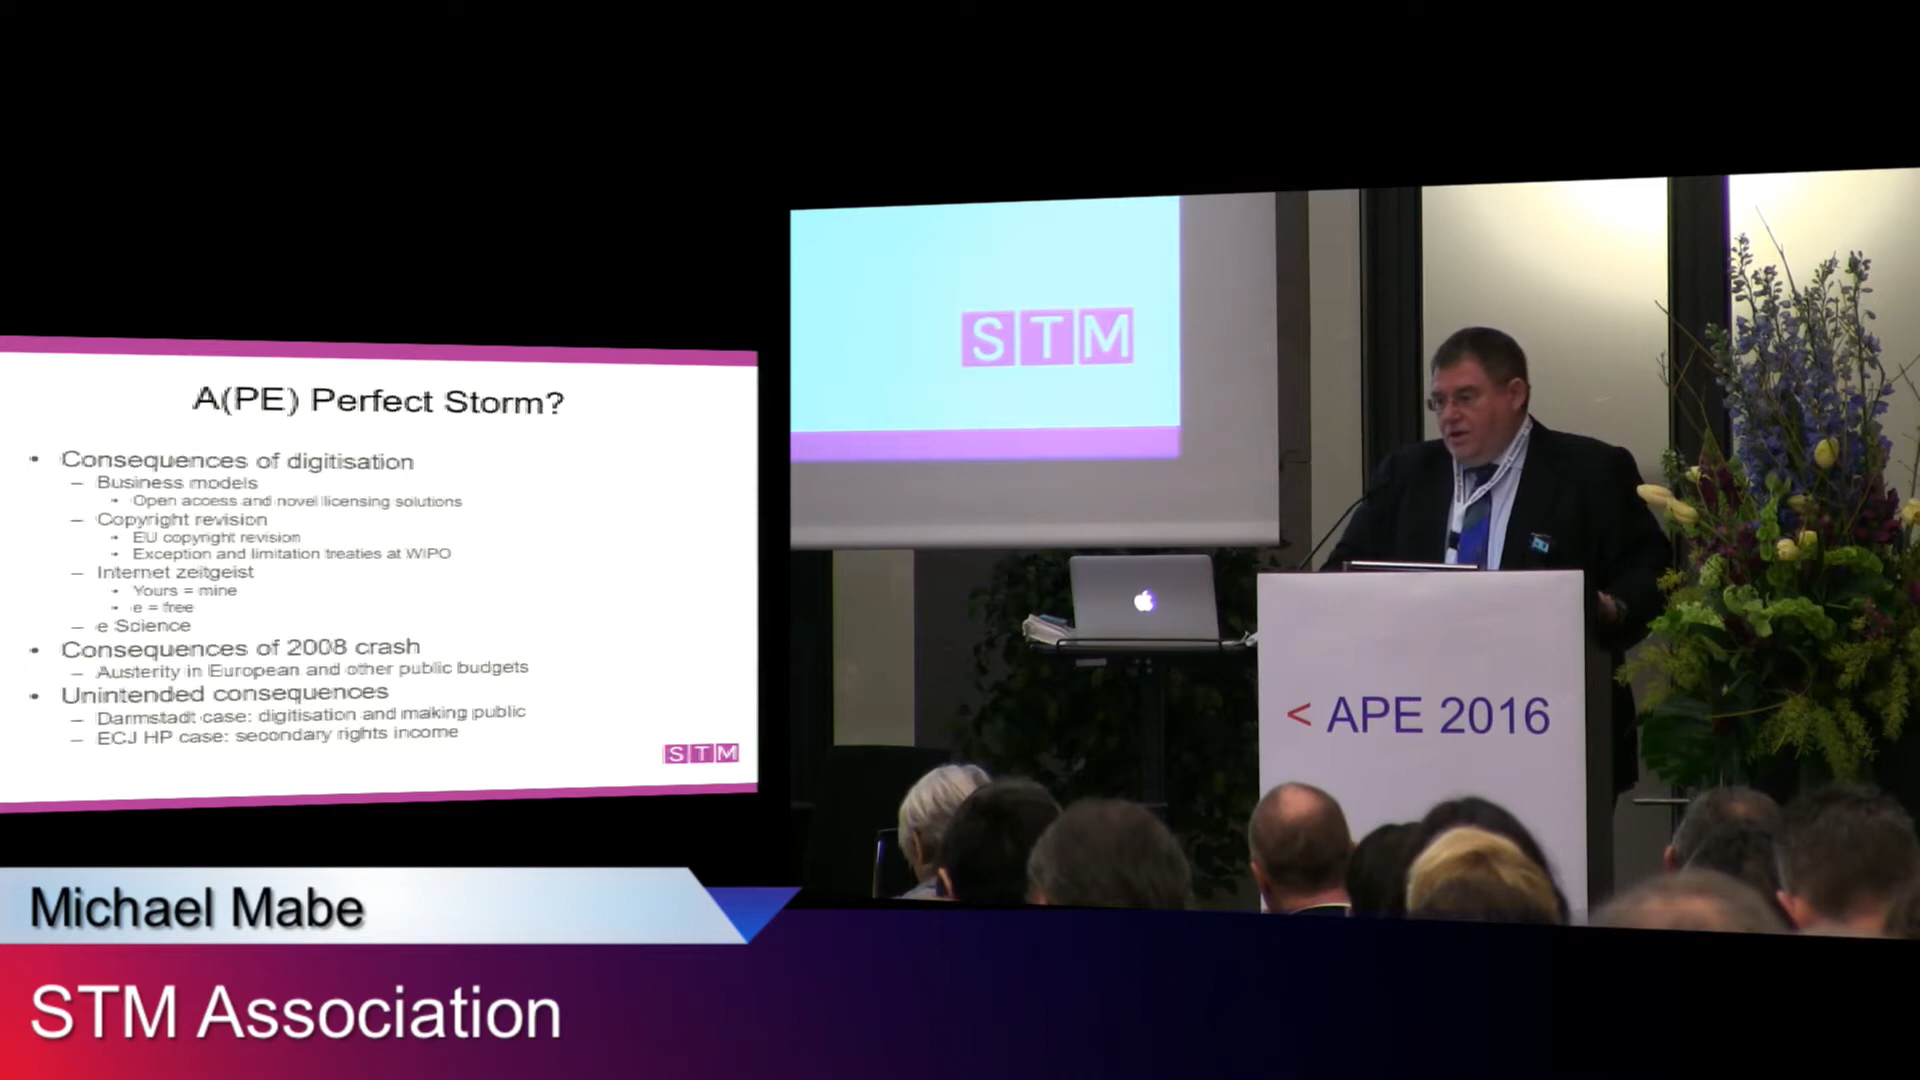 STM
A(PE) Perfect Storm?
• Consequences of digitisation
– Business models
• Open access and novel licensing solutions
– Copyright revision
• EU copyright revision
• Exception and limitation treaties at WIPO
– Internet zeitgeist
• Yours = mine
• e = free
– e Science
• Consequences of 2008 crash
– Austerity in European and other public budgets
• Unintended consequences
– Darmstadt case: digitisation and making public
– ECJ HP case: secondary rights income
STM
< APE 2016
Michael Mabe
STM Association